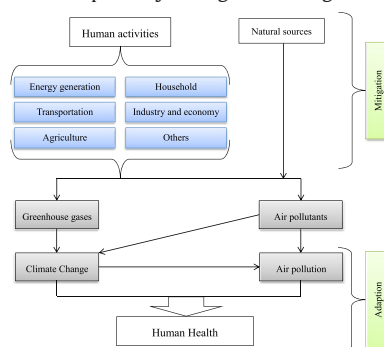 Human activities
Natural sources
Energy generation
Household
Transportation
Industry and economy
Agriculture
Others
Mitigation
Greenhouse gases
Air pollutants
Climate Change
Air pollution
Adaption
Human Health